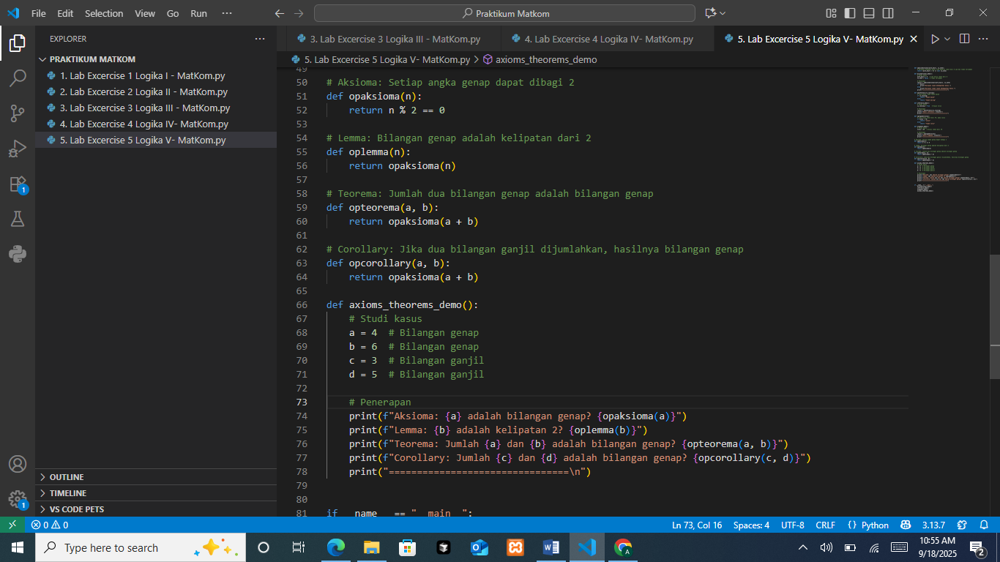 File Edit Selection View Go Run ···
Praktikum Matkom
EXPLORER ···
PRAKTIKUM MATKOM
1. Lab Excercise 1 Logika I - MatKom.py
2. Lab Excercise 2 Logika II - MatKom.py
3. Lab Excercise 3 Logika III - MatKom.py
4. Lab Excercise 4 Logika IV- MatKom.py
5. Lab Excercise 5 Logika V- MatKom.py
OUTLINE
TIMELINE
VS CODE PETS
1
1
3. Lab Excercise 3 Logika III - MatKom.py
4. Lab Excercise 4 Logika IV- MatKom.py
5. Lab Excercise 5 Logika V- MatKom.py
5. Lab Excercise 5 Logika V- MatKom.py > axioms_theorems_demo
49
50 # Aksioma: Setiap angka genap dapat dibagi 2
51 def opaksioma(n):
52     return n % 2 == 0
53
54 # Lemma: Bilangan genap adalah kelipatan dari 2
55 def oplemma(n):
56     return opaksioma(n)
57
58 # Teorema: Jumlah dua bilangan genap adalah bilangan genap
59 def opteorema(a, b):
60     return opaksioma(a + b)
61
62 # Corollary: Jika dua bilangan ganjil dijumlahkan, hasilnya bilangan genap
63 def opcorollary(a, b):
64     return opaksioma(a + b)
65
66 def axioms_theorems_demo():
67     # Studi kasus
68     a = 4  # Bilangan genap
69     b = 6  # Bilangan genap
70     c = 3  # Bilangan ganjil
71     d = 5  # Bilangan ganjil
72
73     # Penerapan
74     print(f"Aksioma: {a} adalah bilangan genap? {opaksioma(a)}")
75     print(f"Lemma: {b} adalah kelipatan 2? {oplemma(b)}")
76     print(f"Teorema: Jumlah {a} dan {b} adalah bilangan genap? {opteorema(a, b)}")
77     print(f"Corollary: Jumlah {c} dan {d} adalah bilangan genap? {opcorollary(c, d)}")
78     print("================================\n")
79
80
81 if __name__ == "__main__":
0 0
Ln 73, Col 16 Spaces: 4 UTF-8 CRLF {} Python 3.13.7
Type here to search
10:55 AM
9/18/2025
2